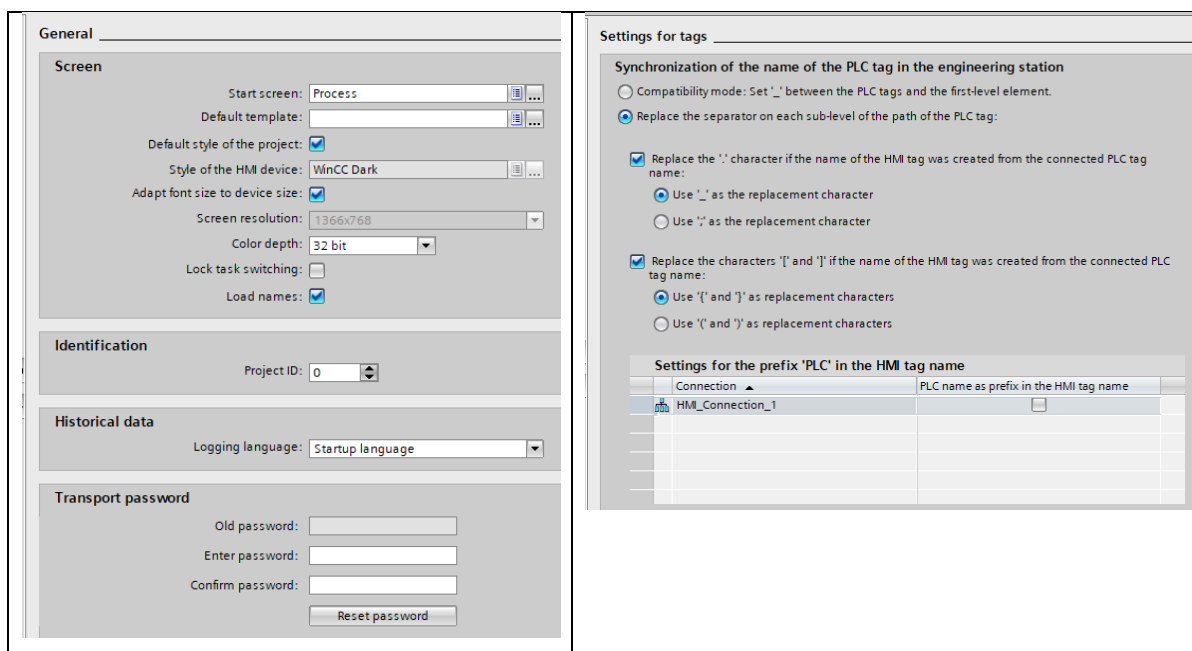 General
Screen
Start screen: Process
Default template:
Default style of the project:
Style of the HMI device: WinCC Dark
Adapt font size to device size:
Screen resolution: 1366x768
Color depth: 32 bit
Lock task switching:
Load names:
Identification
Project ID: 0
Historical data
Logging language: Startup language
Transport password
Old password:
Enter password:
Confirm password:
Reset password
Settings for tags
Synchronization of the name of the PLC tag in the engineering station
Compatibility mode: Set '_' between the PLC tags and the first-level element.
Replace the separator on each sub-level of the path of the PLC tag:
Replace the '.' character if the name of the HMI tag was created from the connected PLC tag
name:
Use '_' as the replacement character
Use ';' as the replacement character
Replace the characters '[' and ']' if the name of the HMI tag was created from the connected PLC
tag name:
Use '{' and '}' as replacement characters
Use '(' and ')' as replacement characters
Settings for the prefix 'PLC' in the HMI tag name
Connection PLC name as prefix in the HMI tag name
HMI_Connection_1